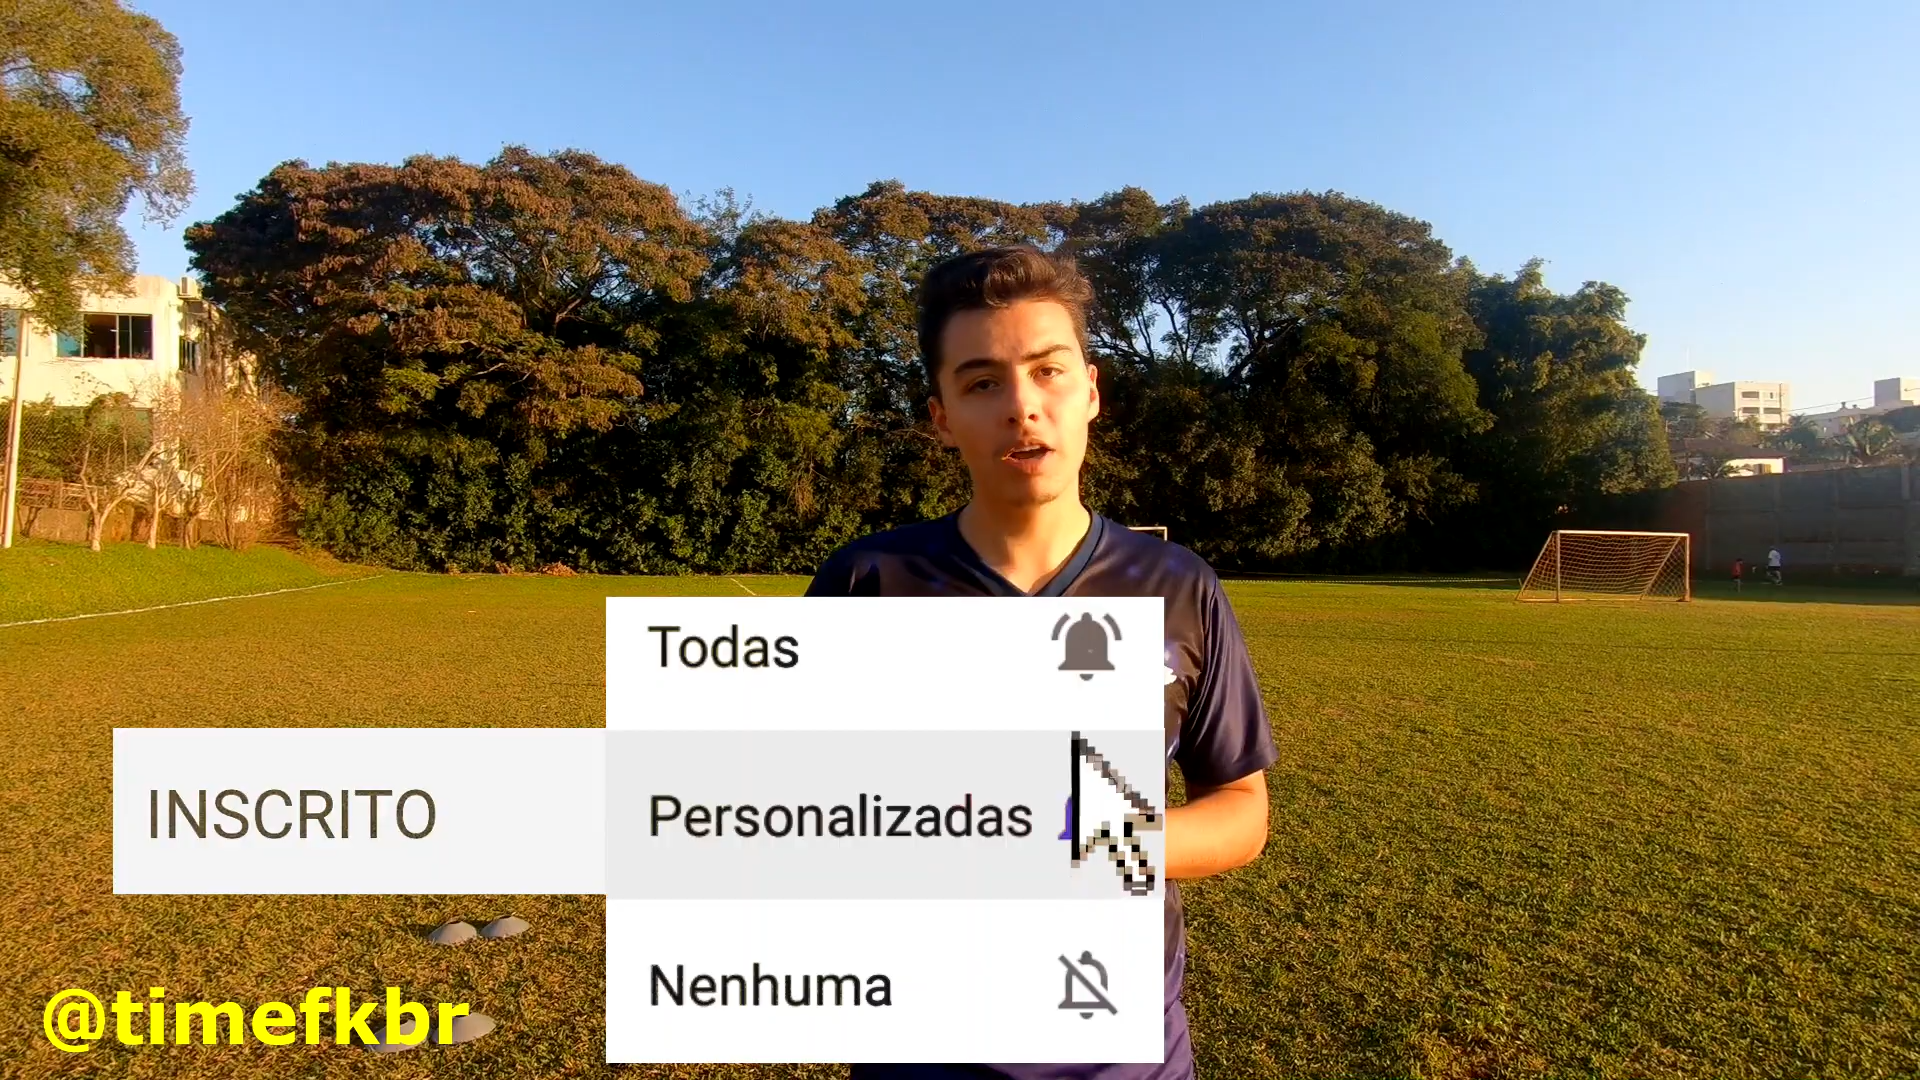 Todas
INSCRITO
Personalizadas
Nenhuma
@timefkbr